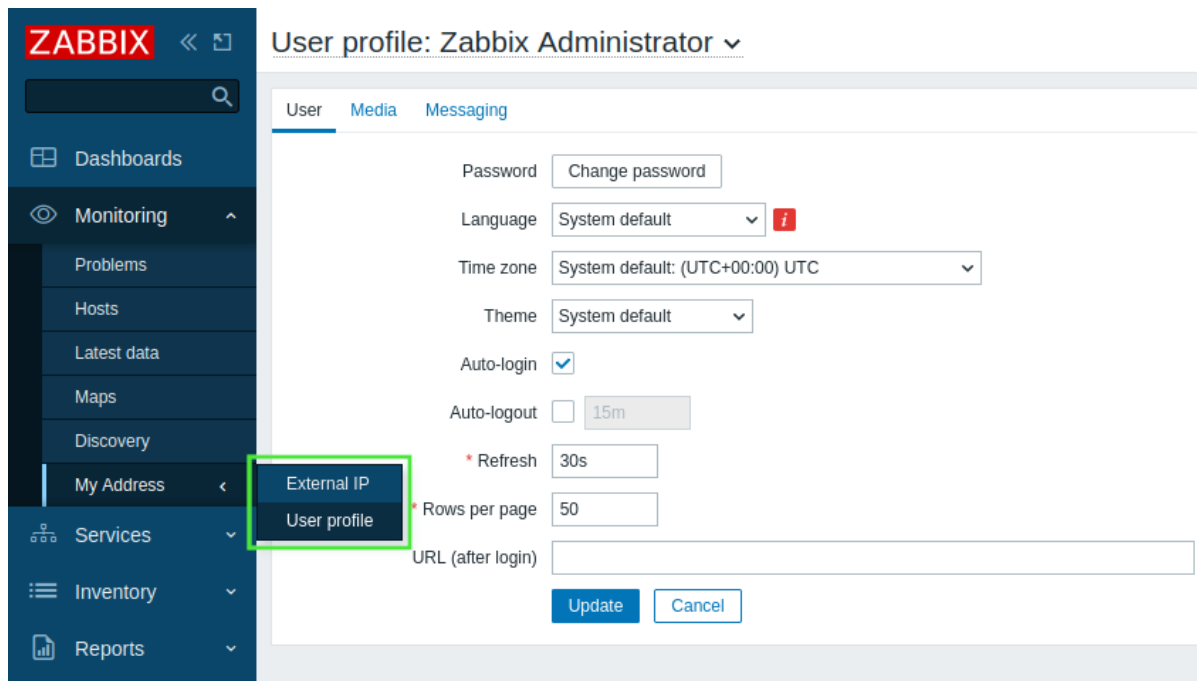 ZABBIX
User profile: Zabbix Administrator
User Media Messaging
Dashboards
Monitoring
Problems
Hosts
Latest data
Maps
Discovery
My Address
External IP
User profile
Services
Inventory
Reports
Password Change password
Language System default i
Time zone System default: (UTC+00:00) UTC
Theme System default
Auto-login
Auto-logout 15m
* Refresh 30s
* Rows per page 50
URL (after login)
Update Cancel